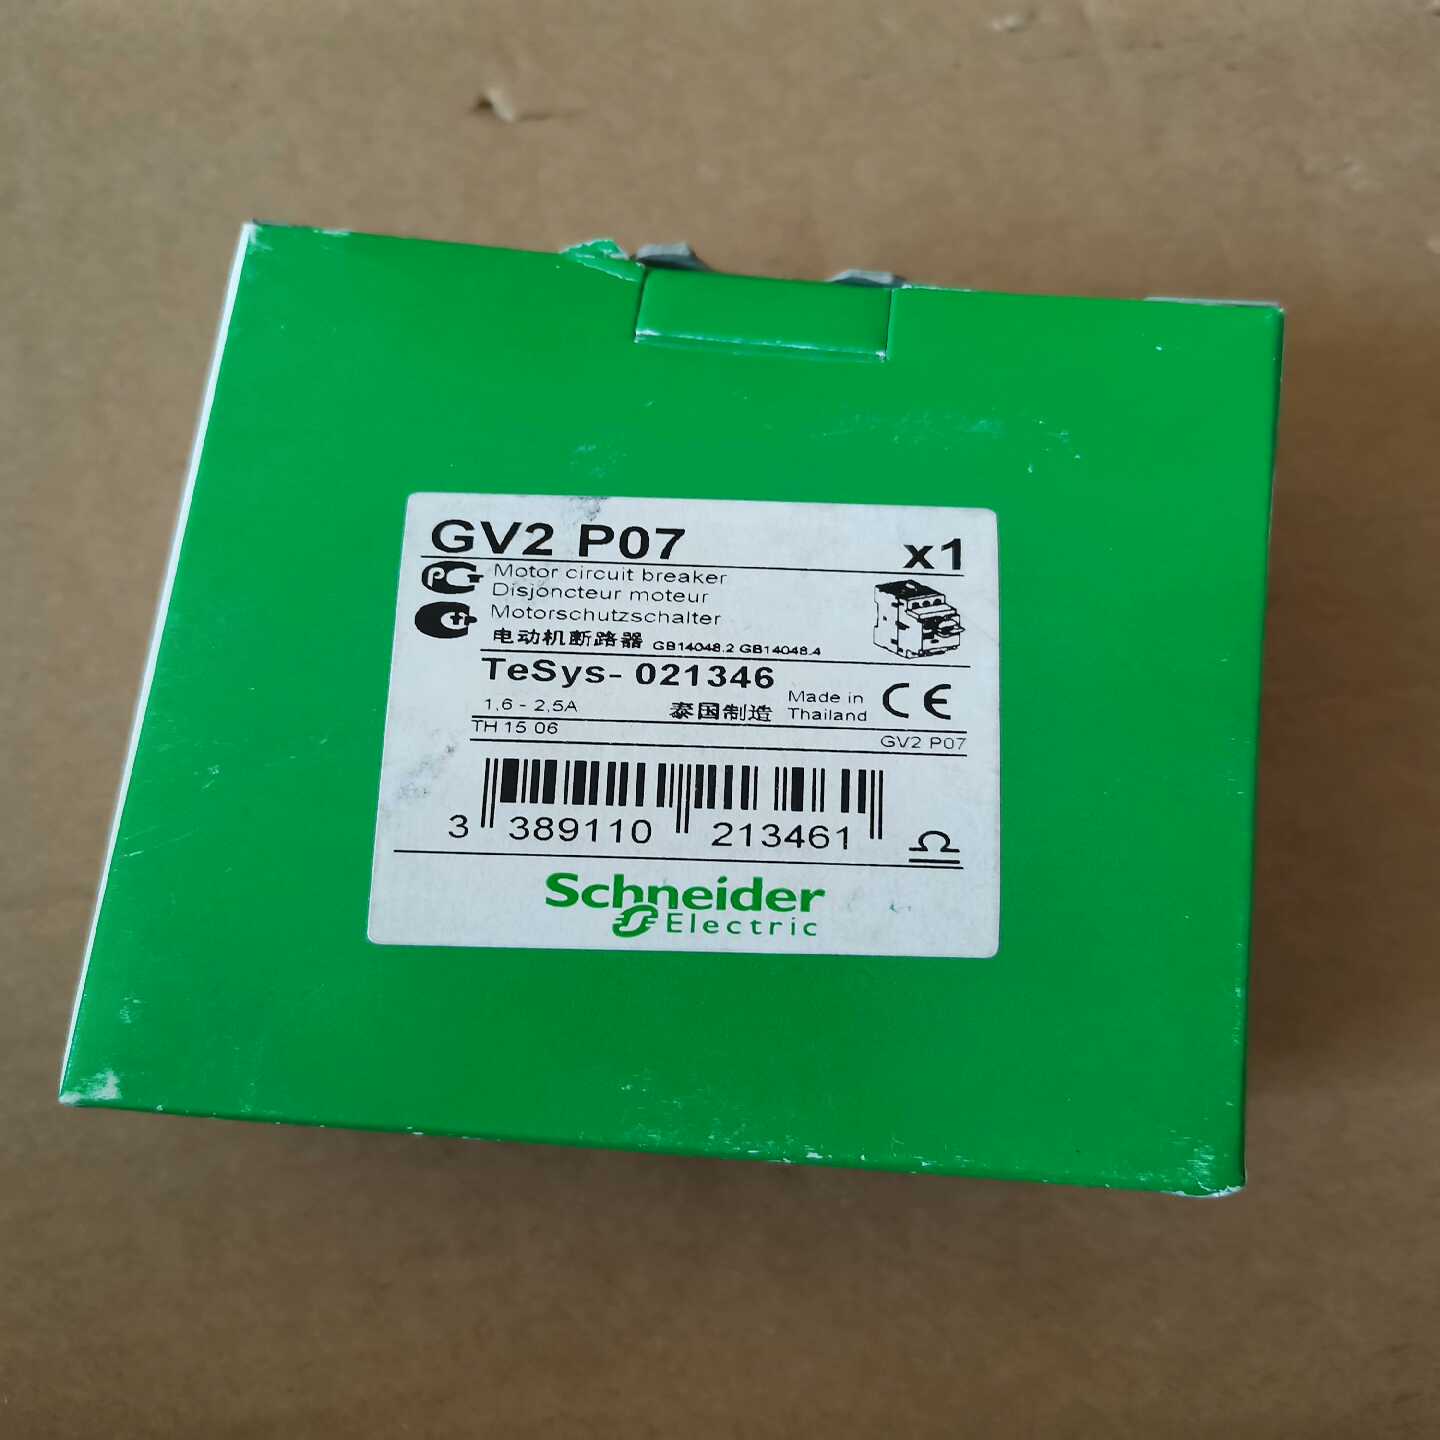 GV2 P07
x1
Motor circuit breaker
Disjoncteur moteur
Motorschutzschalter
电动机断路器 GB14048.2 GB14048.4
TeSys- 021346
1,6 - 2,5A
泰国制造
Made in
Thailand
CE
TH 15 06
GV2 P07
3 389110 213461
Schneider
Electric